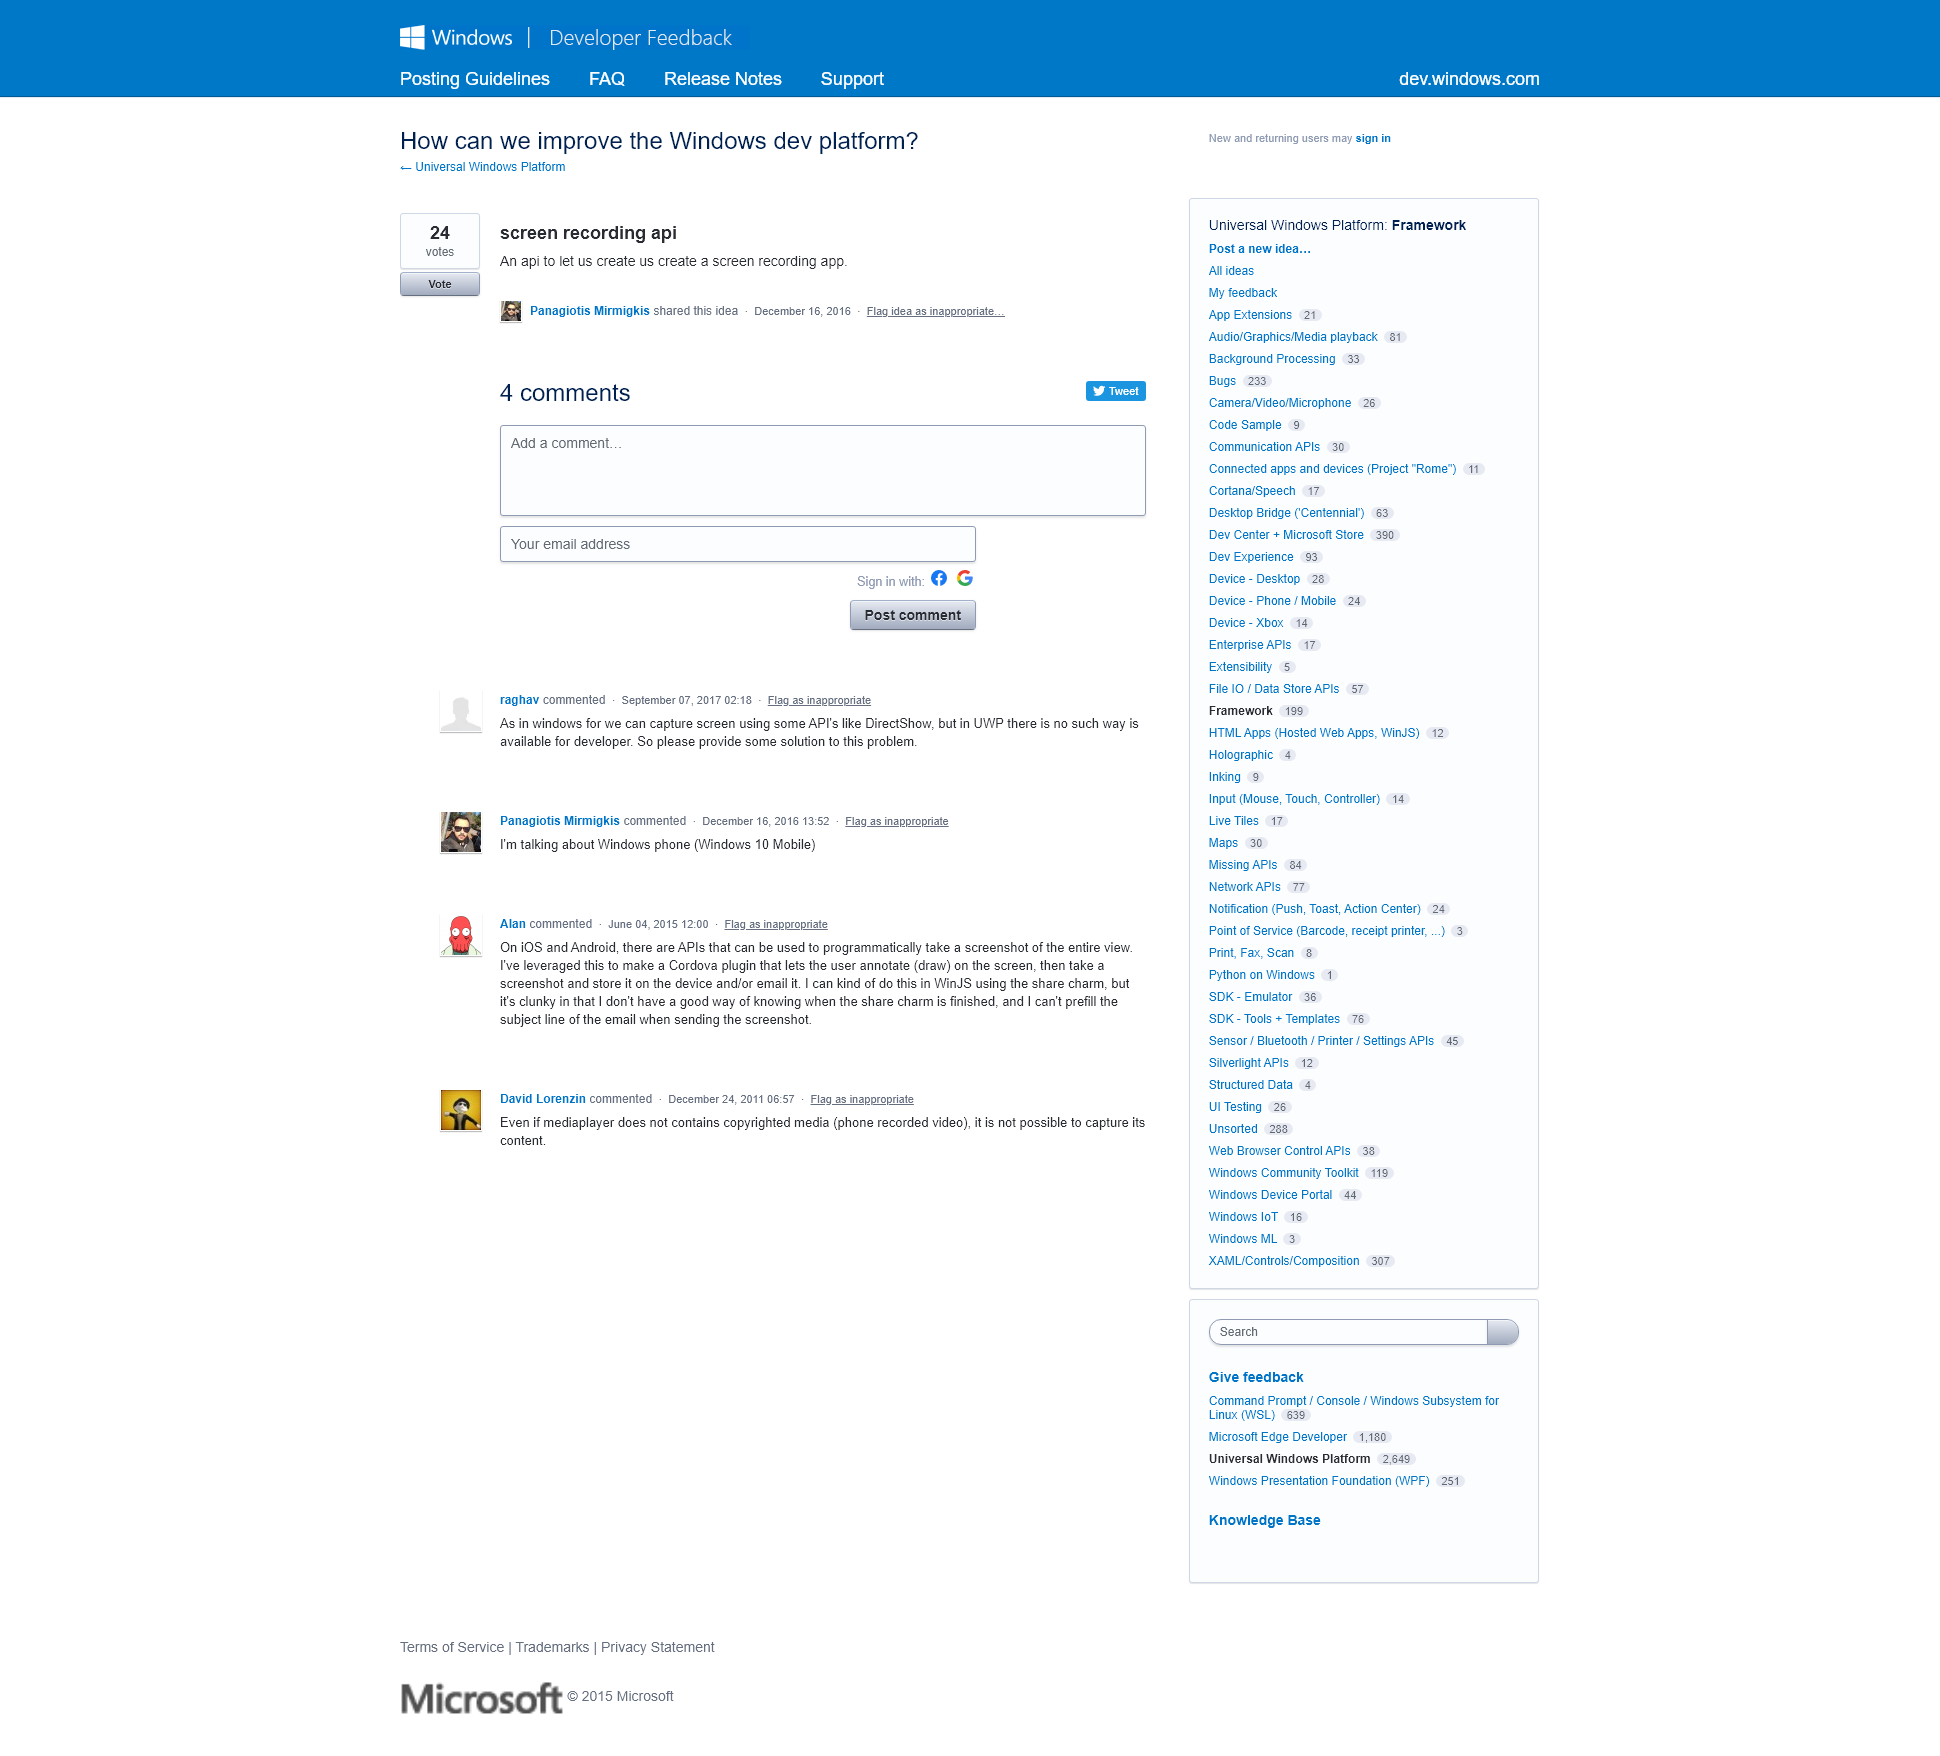 Windows | Developer Feedback
Posting Guidelines FAQ Release Notes Support dev.windows.com
How can we improve the Windows dev platform?
← Universal Windows Platform
New and returning users may sign in
24
votes
Vote
screen recording api
An api to let us create us create a screen recording app.
Panagiotis Mirmigkis shared this idea · December 16, 2016 · Flag idea as inappropriate…
4 comments
Tweet
Add a comment…
Your email address
Sign in with:
Post comment
raghav commented · September 07, 2017 02:18 · Flag as inappropriate
As in windows for we can capture screen using some API's like DirectShow, but in UWP there is no such way is
available for developer. So please provide some solution to this problem.
Panagiotis Mirmigkis commented · December 16, 2016 13:52 · Flag as inappropriate
I'm talking about Windows phone (Windows 10 Mobile)
Alan commented · June 04, 2015 12:00 · Flag as inappropriate
On iOS and Android, there are APIs that can be used to programmatically take a screenshot of the entire view.
I've leveraged this to make a Cordova plugin that lets the user annotate (draw) on the screen, then take a
screenshot and store it on the device and/or email it. I can kind of do this in WinJS using the share charm, but
it's clunky in that I don't have a good way of knowing when the share charm is finished, and I can't prefill the
subject line of the email when sending the screenshot.
David Lorenzin commented · December 24, 2011 06:57 · Flag as inappropriate
Even if mediaplayer does not contains copyrighted media (phone recorded video), it is not possible to capture its
content.
Universal Windows Platform: Framework
Post a new idea…
All ideas
My feedback
App Extensions 21
Audio/Graphics/Media playback 81
Background Processing 33
Bugs 233
Camera/Video/Microphone 26
Code Sample 9
Communication APIs 30
Connected apps and devices (Project "Rome") 11
Cortana/Speech 17
Desktop Bridge ('Centennial') 63
Dev Center + Microsoft Store 390
Dev Experience 93
Device - Desktop 28
Device - Phone / Mobile 24
Device - Xbox 14
Enterprise APIs 17
Extensibility 5
File IO / Data Store APIs 57
Framework 199
HTML Apps (Hosted Web Apps, WinJS) 12
Holographic 4
Inking 9
Input (Mouse, Touch, Controller) 14
Live Tiles 17
Maps 30
Missing APIs 84
Network APIs 77
Notification (Push, Toast, Action Center) 24
Point of Service (Barcode, receipt printer, ...) 3
Print, Fax, Scan 8
Python on Windows 1
SDK - Emulator 36
SDK - Tools + Templates 76
Sensor / Bluetooth / Printer / Settings APIs 45
Silverlight APIs 12
Structured Data 4
UI Testing 26
Unsorted 288
Web Browser Control APIs 38
Windows Community Toolkit 119
Windows Device Portal 44
Windows IoT 16
Windows ML 3
XAML/Controls/Composition 307
Search
Give feedback
Command Prompt / Console / Windows Subsystem for
Linux (WSL) 639
Microsoft Edge Developer 1,180
Universal Windows Platform 2,649
Windows Presentation Foundation (WPF) 251
Knowledge Base
Terms of Service | Trademarks | Privacy Statement
Microsoft © 2015 Microsoft